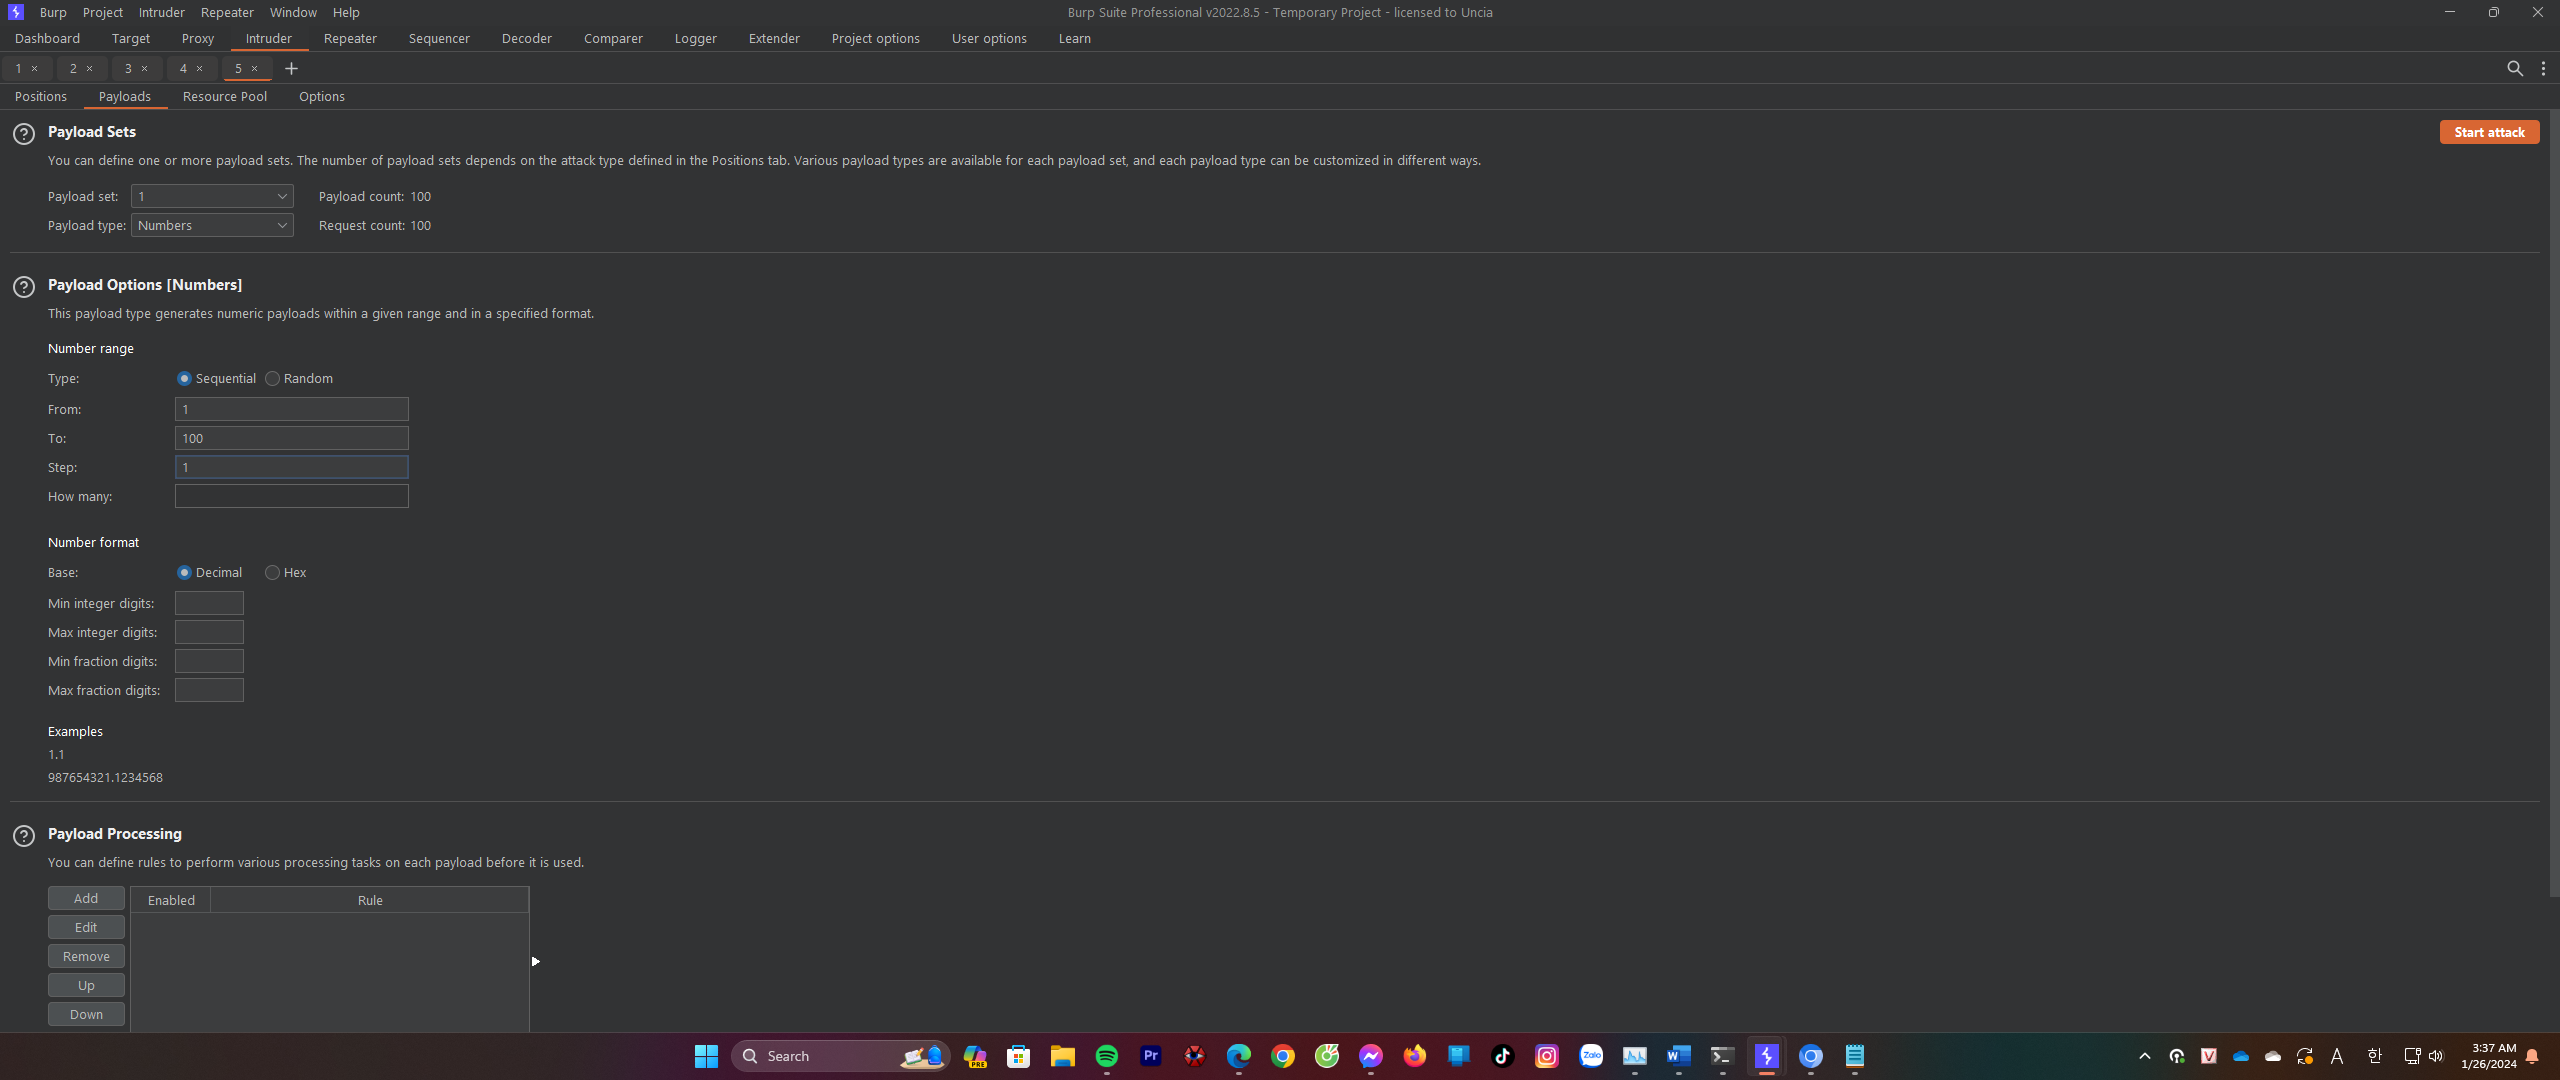 Burp Project Intruder Repeater Window Help
Burp Suite Professional v2022.8.5 - Temporary Project - licensed to Uncia
Dashboard Target Proxy Intruder Repeater Sequencer Decoder Comparer Logger Extender Project options User options Learn
1 × 2 × 3 × 4 × 5 × +
Positions Payloads Resource Pool Options
? Payload Sets
Start attack
You can define one or more payload sets. The number of payload sets depends on the attack type defined in the Positions tab. Various payload types are available for each payload set, and each payload type can be customized in different ways.
Payload set: 1 Payload count: 100
Payload type: Numbers Request count: 100
? Payload Options [Numbers]
This payload type generates numeric payloads within a given range and in a specified format.
Number range
Type: Sequential Random
From: 1
To: 100
Step: 1
How many:
Number format
Base: Decimal Hex
Min integer digits:
Max integer digits:
Min fraction digits:
Max fraction digits:
Examples
1.1
987654321.1234568
? Payload Processing
You can define rules to perform various processing tasks on each payload before it is used.
Add Enabled Rule
Edit
Remove
Up
Down
Search PRE Pr Zalo W V A 한 3:37 AM
1/26/2024